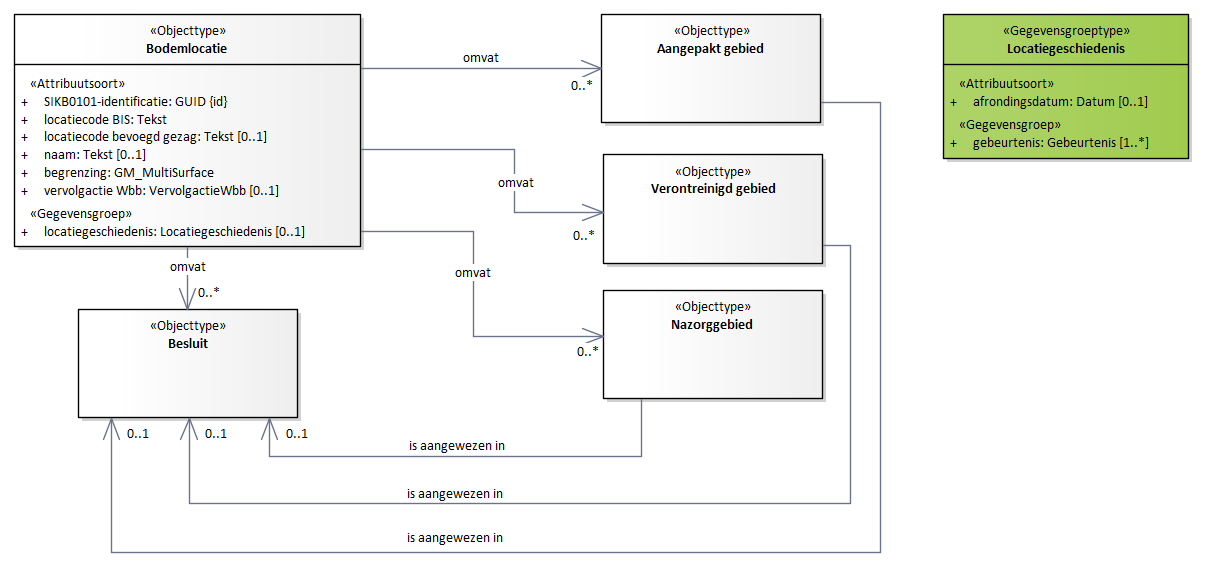 «Objecttype»
Bodemlocatie
«Attribuutsoort»
+ SIKB0101-identificatie: GUID {id}
+ locatiecode BIS: Tekst
+ locatiecode bevoegd gezag: Tekst [0..1]
+ naam: Tekst [0..1]
+ begrenzing: GM_MultiSurface
+ vervolgactie Wbb: VervolgactieWbb [0..1]
«Gegevensgroep»
+ locatiegeschiedenis: Locatiegeschiedenis [0..1]
omvat
0..*
«Objecttype»
Aangepakt gebied
«Gegevensgroeptype»
Locatiegeschiedenis
«Attribuutsoort»
+ afrondingsdatum: Datum [0..1]
«Gegevensgroep»
+ gebeurtenis: Gebeurtenis [1..*]
omvat
0..*
«Objecttype»
Verontreinigd gebied
omvat
0..*
«Objecttype»
Nazorggebied
omvat
0..*
«Objecttype»
Besluit
0..1
0..1
0..1
is aangewezen in
is aangewezen in
is aangewezen in